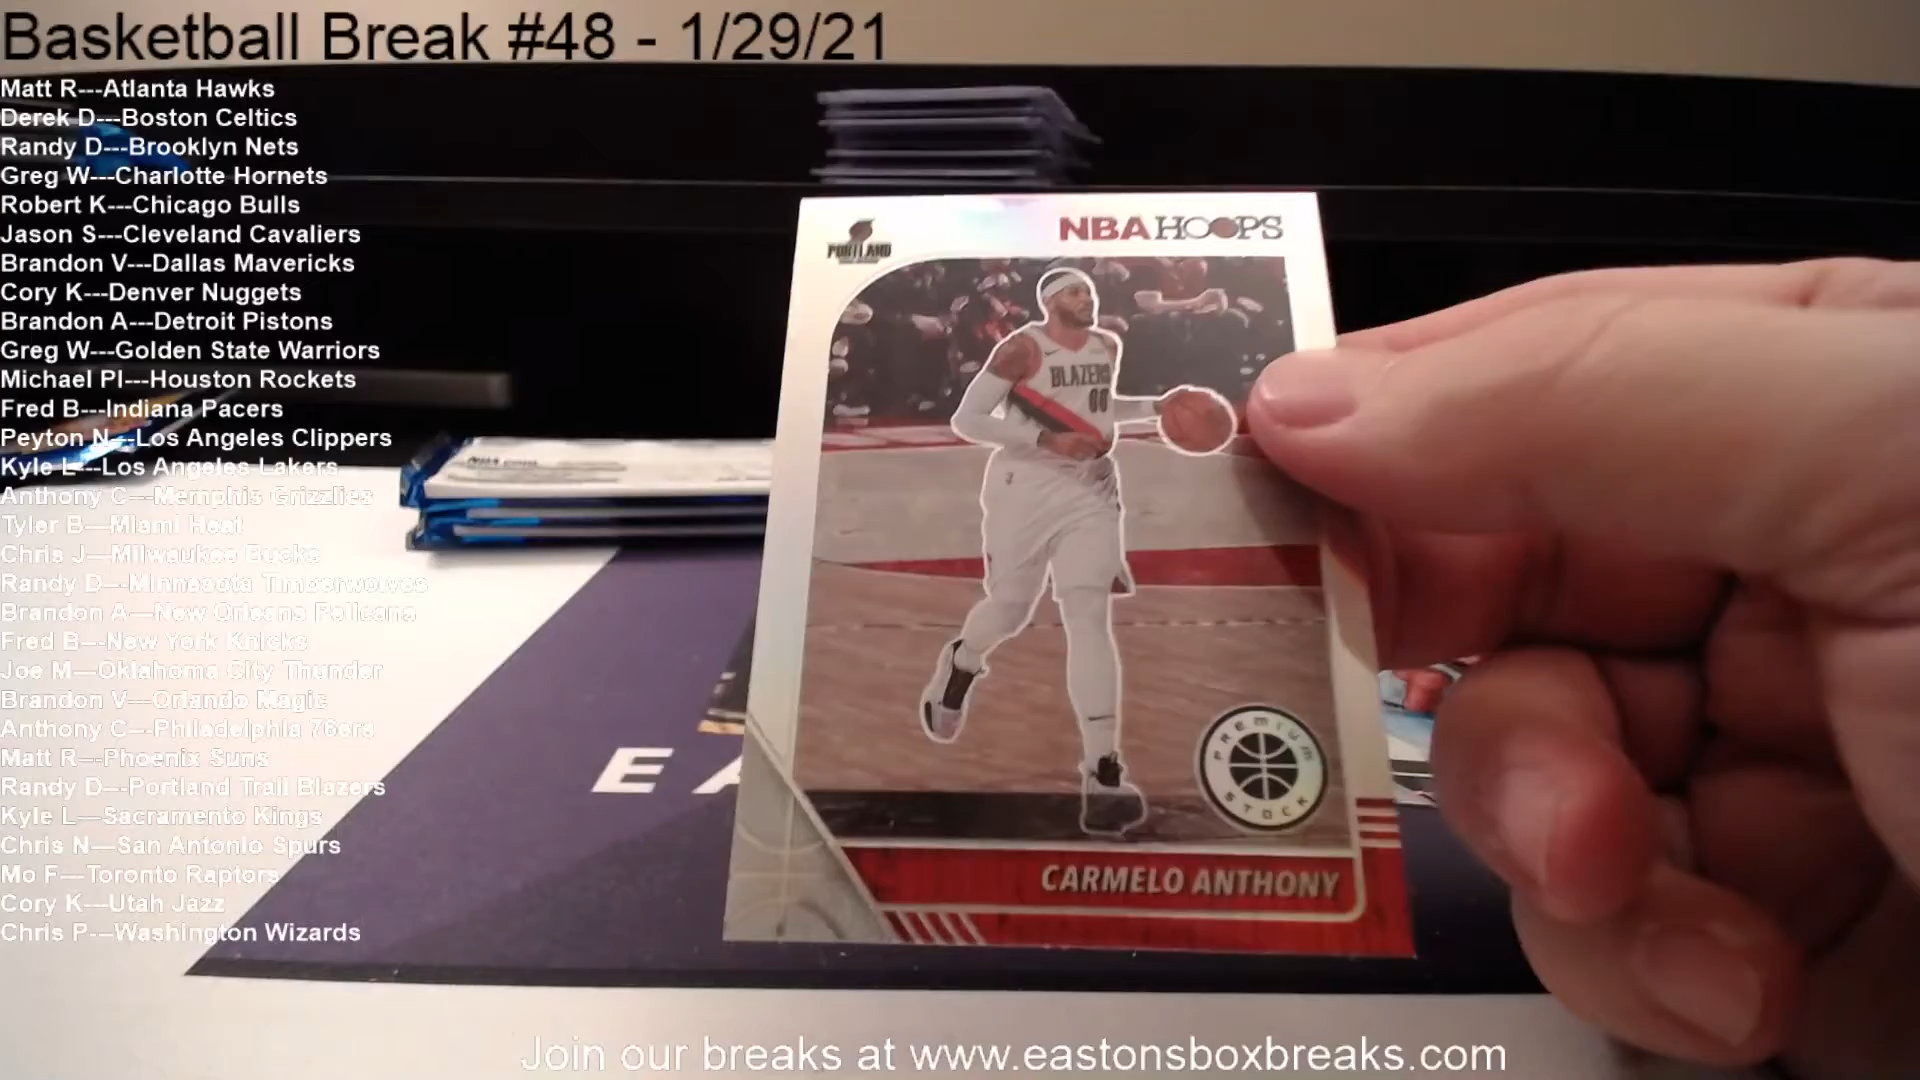 Basketball Break #48 - 1/29/21
Matt R---Atlanta Hawks
Derek D---Boston Celtics
Randy D---Brooklyn Nets
Greg W---Charlotte Hornets
Robert K---Chicago Bulls
Jason S---Cleveland Cavaliers
Brandon V---Dallas Mavericks
Cory K---Denver Nuggets
Brandon A---Detroit Pistons
Greg W---Golden State Warriors
Michael Pl---Houston Rockets
Fred B---Indiana Pacers
Peyton N---Los Angeles Clippers
Kyle L---Los Angeles Lakers
Anthony C---Memphis Grizzlies
Tyler B---Miami Heat
Chris J---Milwaukee Bucks
Randy D---Minnesota Timberwolves
Brandon A---New Orleans Pelicans
Fred B---New York Knicks
Joe M---Oklahoma City Thunder
Brandon V---Orlando Magic
Anthony C---Philadelphia 76ers
Matt R---Phoenix Suns
Randy D---Portland Trail Blazers
Kyle L---Sacramento Kings
Chris N---San Antonio Spurs
Mo F---Toronto Raptors
Cory K---Utah Jazz
Chris P---Washington Wizards
PORTLAND
NBA HOOPS
BLAZERS
00
PREMIUM
STOCK
CARMELO ANTHONY
EA
Join our breaks at www.eastonsboxbreaks.com